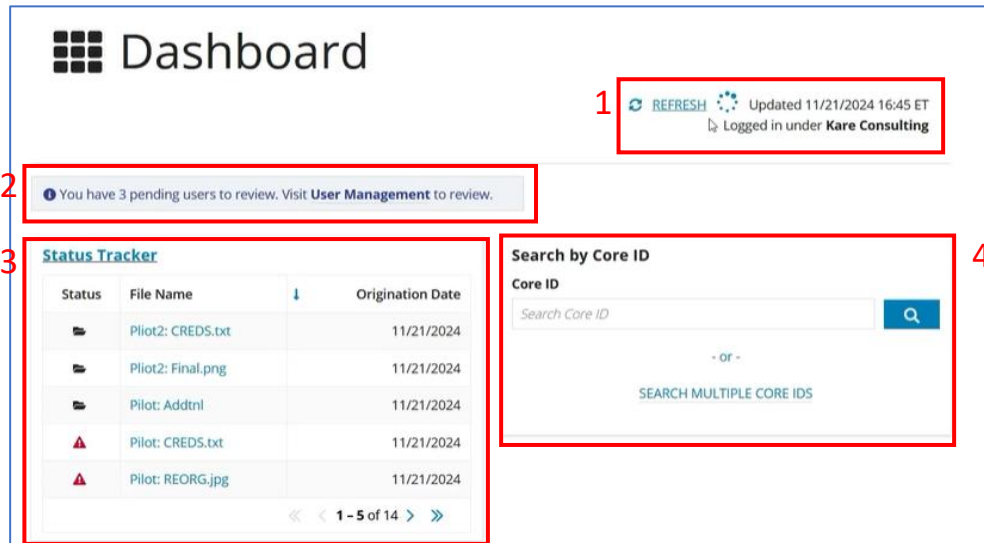 Dashboard
1
REFRESH Updated 11/21/2024 16:45 ET
Logged in under Kare Consulting
2
You have 3 pending users to review. Visit User Management to review.
3
Status Tracker
Status File Name Origination Date
Pliot2: CREDS.txt 11/21/2024
Pliot2: Final.png 11/21/2024
Pilot: Addtnl 11/21/2024
Pilot: CREDS.txt 11/21/2024
Pilot: REORG.jpg 11/21/2024
1 – 5 of 14
4
Search by Core ID
Core ID
Search Core ID
- or -
SEARCH MULTIPLE CORE IDS